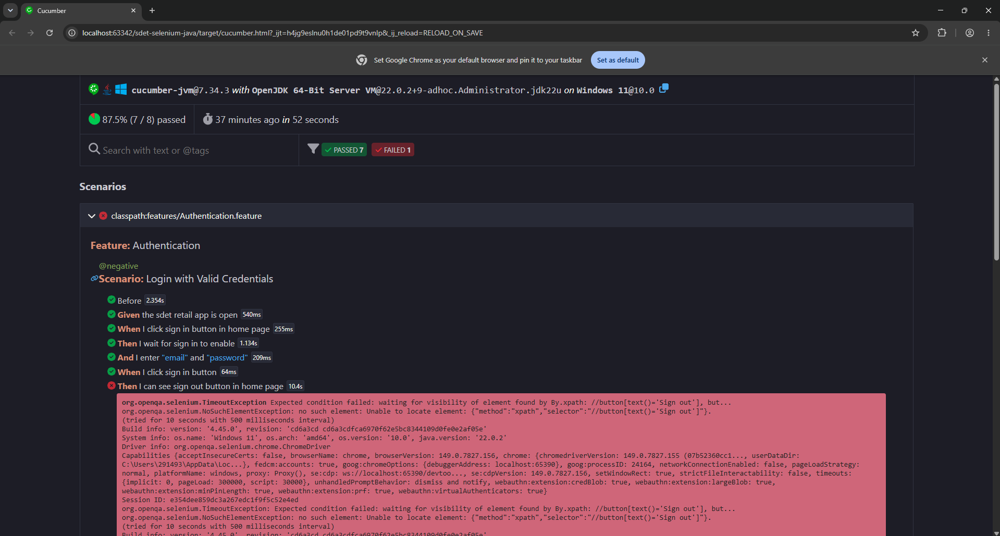 Cucumber
localhost:63342/sdet-selenium-java/target/cucumber.html?_ijt=h4jg9eslnu0h1de01pd9t9vnlp&_ij_reload=RELOAD_ON_SAVE
Set Google Chrome as your default browser and pin it to your taskbar Set as default
cucumber-jvm@7.34.3 with OpenJDK 64-Bit Server VM@22.0.2+9-adhoc.Administrator.jdk22u on Windows 11@10.0
87.5% (7 / 8) passed 37 minutes ago in 52 seconds
Search with text or @tags PASSED 7 FAILED 1
Scenarios
classpath:features/Authentication.feature
Feature: Authentication
@negative
Scenario: Login with Valid Credentials
Before 2.354s
Given the sdet retail app is open 540ms
When I click sign in button in home page 255ms
Then I wait for sign in to enable 1.134s
And I enter "email" and "password" 209ms
When I click sign in button 64ms
Then I can see sign out button in home page 10.4s
org.openqa.selenium.TimeoutException Expected condition failed: waiting for visibility of element found by By.xpath: //button[text()='Sign out'], but...
org.openqa.selenium.NoSuchElementException: no such element: Unable to locate element: {"method":"xpath","selector":"//button[text()='Sign out']"}.
(tried for 10 seconds with 500 milliseconds interval)
Build info: version: '4.45.0', revision: 'cd6a3cd cd6a3cdfca6970f62e5bc8344109d0fe0e2af05e'
System info: os.name: 'Windows 11', os.arch: 'amd64', os.version: '10.0', java.version: '22.0.2'
Driver info: org.openqa.selenium.chrome.ChromeDriver
Capabilities {acceptInsecureCerts: false, browserName: chrome, browserVersion: 149.0.7827.156, chrome: {chromedriverVersion: 149.0.7827.155 (07b52360cc1..., userDataDir:
C:\Users\291493\AppData\Loc...}, fedcm:accounts: true, goog:chromeOptions: {debuggerAddress: localhost:65390}, goog:processID: 24164, networkConnectionEnabled: false, pageLoadStrategy:
normal, platformName: windows, proxy: Proxy(), se:cdp: ws://localhost:65390/devtoo..., se:cdpVersion: 149.0.7827.156, setWindowRect: true, strictFileInteractability: false, timeouts:
{implicit: 0, pageLoad: 300000, script: 30000}, unhandledPromptBehavior: dismiss and notify, webauthn:extension:credBlob: true, webauthn:extension:largeBlob: true,
webauthn:extension:minPinLength: true, webauthn:extension:prf: true, webauthn:virtualAuthenticators: true}
Session ID: e354dee859dc3a267edc1f9f5c52e4ed
org.openqa.selenium.TimeoutException: Expected condition failed: waiting for visibility of element found by By.xpath: //button[text()='Sign out'], but...
org.openqa.selenium.NoSuchElementException: no such element: Unable to locate element: {"method":"xpath","selector":"//button[text()='Sign out']"}.
(tried for 10 seconds with 500 milliseconds interval)
Build info: version: '4.45.0', revision: 'cd6a3cd cd6a3cdfca6970f62e5bc8344109d0fe0e2af05e'